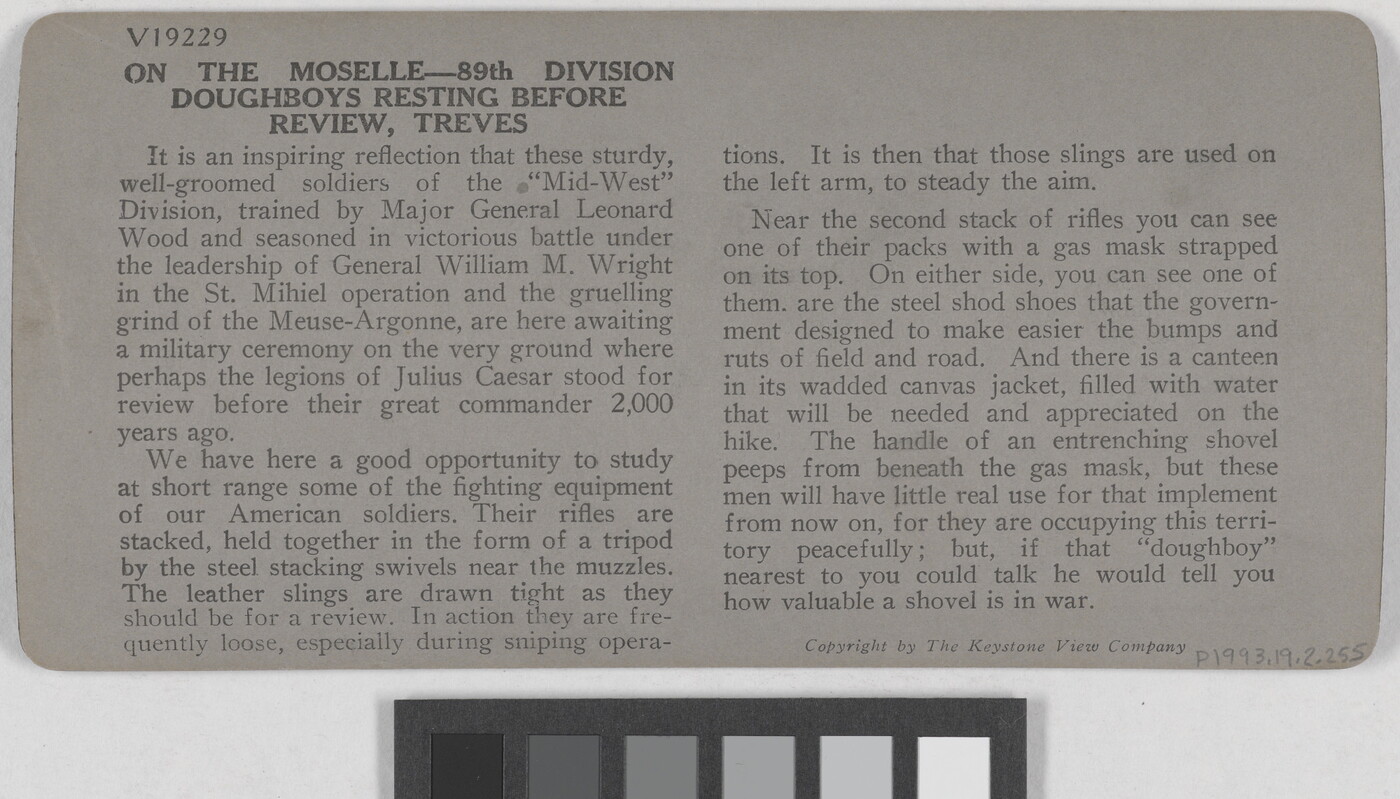 V19229
ON THE MOSELLE—89th DIVISION
DOUGHBOYS RESTING BEFORE
REVIEW, TREVES
It is an inspiring reflection that these sturdy,
well-groomed soldiers of the "Mid-West"
Division, trained by Major General Leonard
Wood and seasoned in victorious battle under
the leadership of General William M. Wright
in the St. Mihiel operation and the gruelling
grind of the Meuse-Argonne, are here awaiting
a military ceremony on the very ground where
perhaps the legions of Julius Caesar stood for
review before their great commander 2,000
years ago.
We have here a good opportunity to study
at short range some of the fighting equipment
of our American soldiers. Their rifles are
stacked, held together in the form of a tripod
by the steel stacking swivels near the muzzles.
The leather slings are drawn tight as they
should be for a review. In action they are fre-
quently loose, especially during sniping opera-
tions. It is then that those slings are used on
the left arm, to steady the aim.
Near the second stack of rifles you can see
one of their packs with a gas mask strapped
on its top. On either side, you can see one of
them. are the steel shod shoes that the govern-
ment designed to make easier the bumps and
ruts of field and road. And there is a canteen
in its wadded canvas jacket, filled with water
that will be needed and appreciated on the
hike. The handle of an entrenching shovel
peeps from beneath the gas mask, but these
men will have little real use for that implement
from now on, for they are occupying this terri-
tory peacefully; but, if that "doughboy"
nearest to you could talk he would tell you
how valuable a shovel is in war.
Copyright by The Keystone View Company
P1993.19.2.255